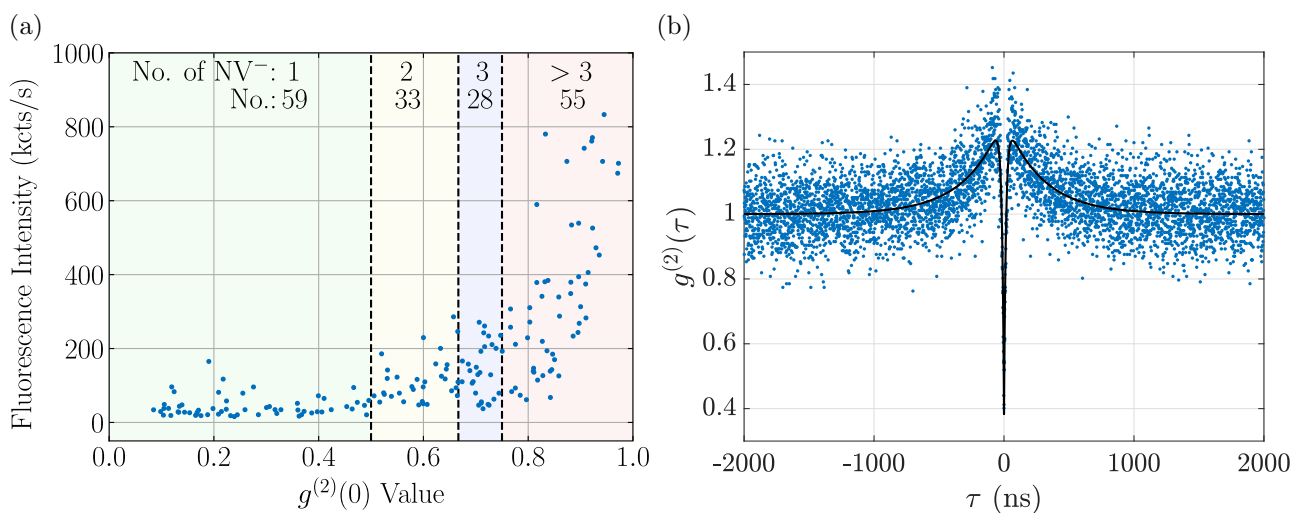 (a)
No. of NV⁻: 1 2 3 > 3
No.: 59 33 28 55
Fluorescence Intensity (kcts/s)
1000
800
600
400
200
0
0.0 0.2 0.4 0.6 0.8 1.0
g⁽²⁾(0) Value
(b)
g⁽²⁾(τ)
1.4
1.2
1
0.8
0.6
0.4
-2000 -1000 0 1000 2000
τ (ns)